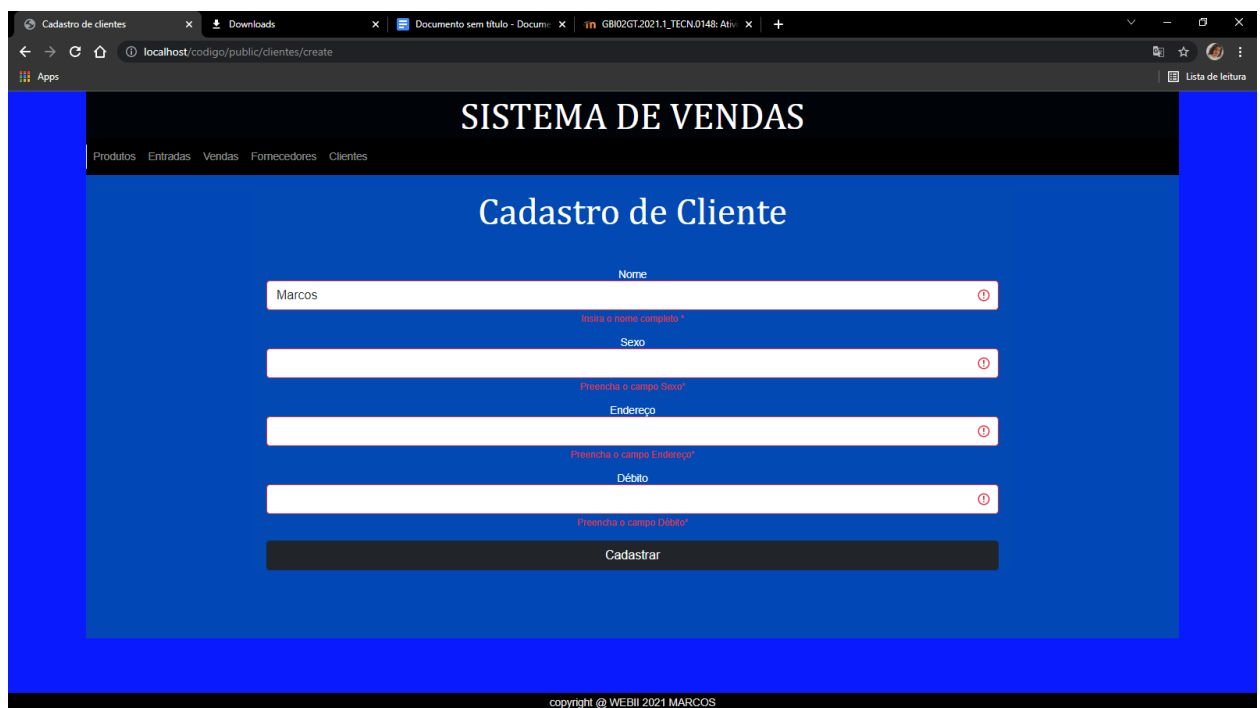 Cadastro de clientes Downloads Documento sem título - Docume GBI02GT.2021.1_TECN.0148: Ativi
localhost/codigo/public/clientes/create
Apps Lista de leitura
SISTEMA DE VENDAS
Produtos Entradas Vendas Fornecedores Clientes
Cadastro de Cliente
Nome
Marcos
Insira o nome completo *
Sexo
Preencha o campo Sexo*
Endereço
Preencha o campo Endereço*
Débito
Preencha o campo Débito*
Cadastrar
copyright @ WEBII 2021 MARCOS